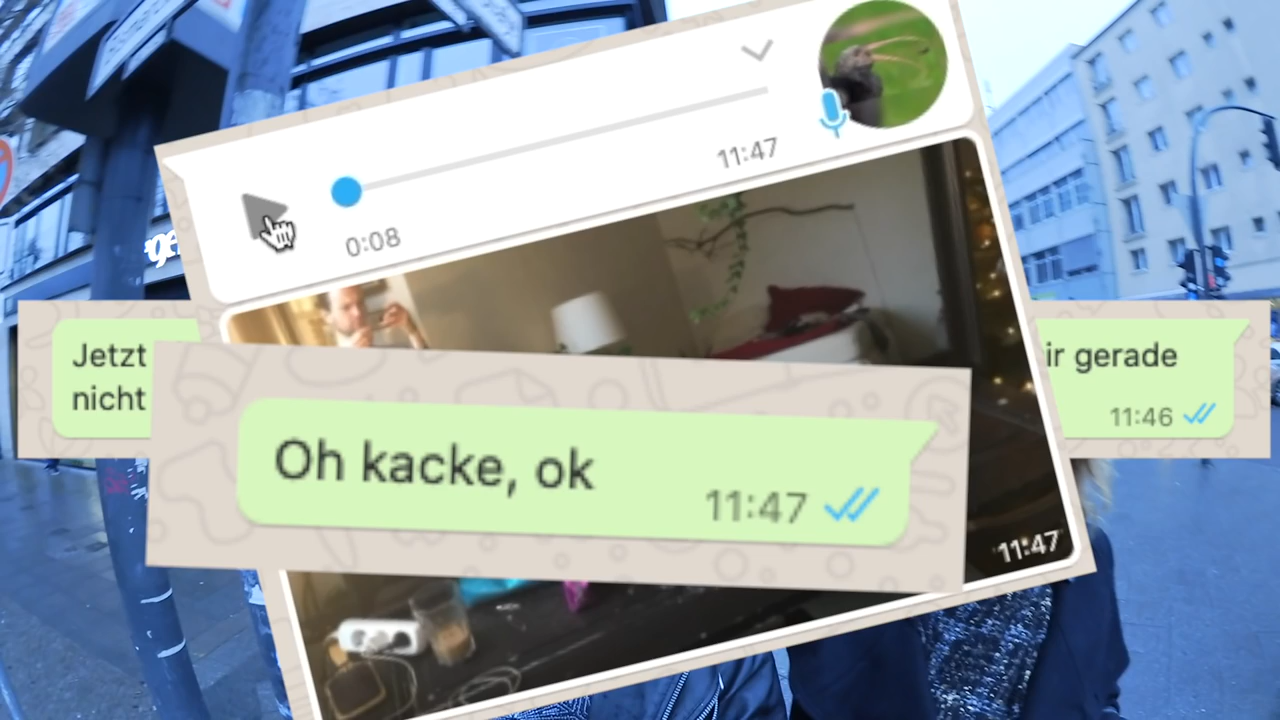 11:47
0:08
Jetzt
nicht
ir gerade
11:46
Oh kacke, ok
11:47
11:47